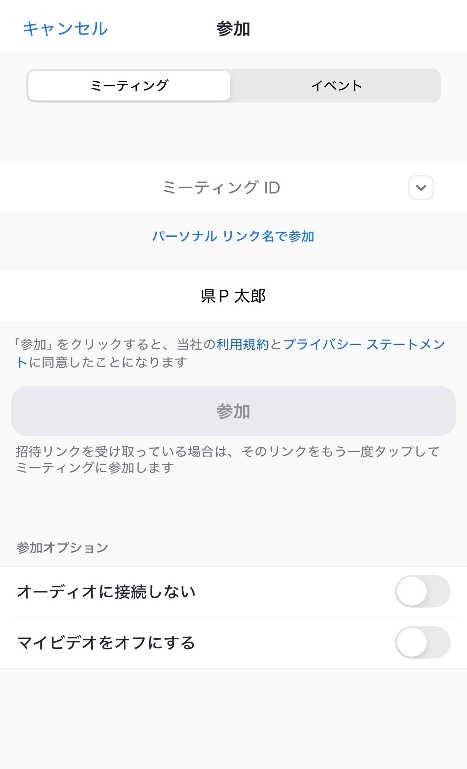 キャンセル
参加
ミーティング
イベント
ミーティング ID
パーソナル リンク名で参加
県P 太郎
「参加」をクリックすると、当社の利用規約とプライバシー ステートメン
トに同意したことになります
参加
招待リンクを受け取っている場合は、そのリンクをもう一度タップして
ミーティングに参加します
参加オプション
オーディオに接続しない
マイビデオをオフにする